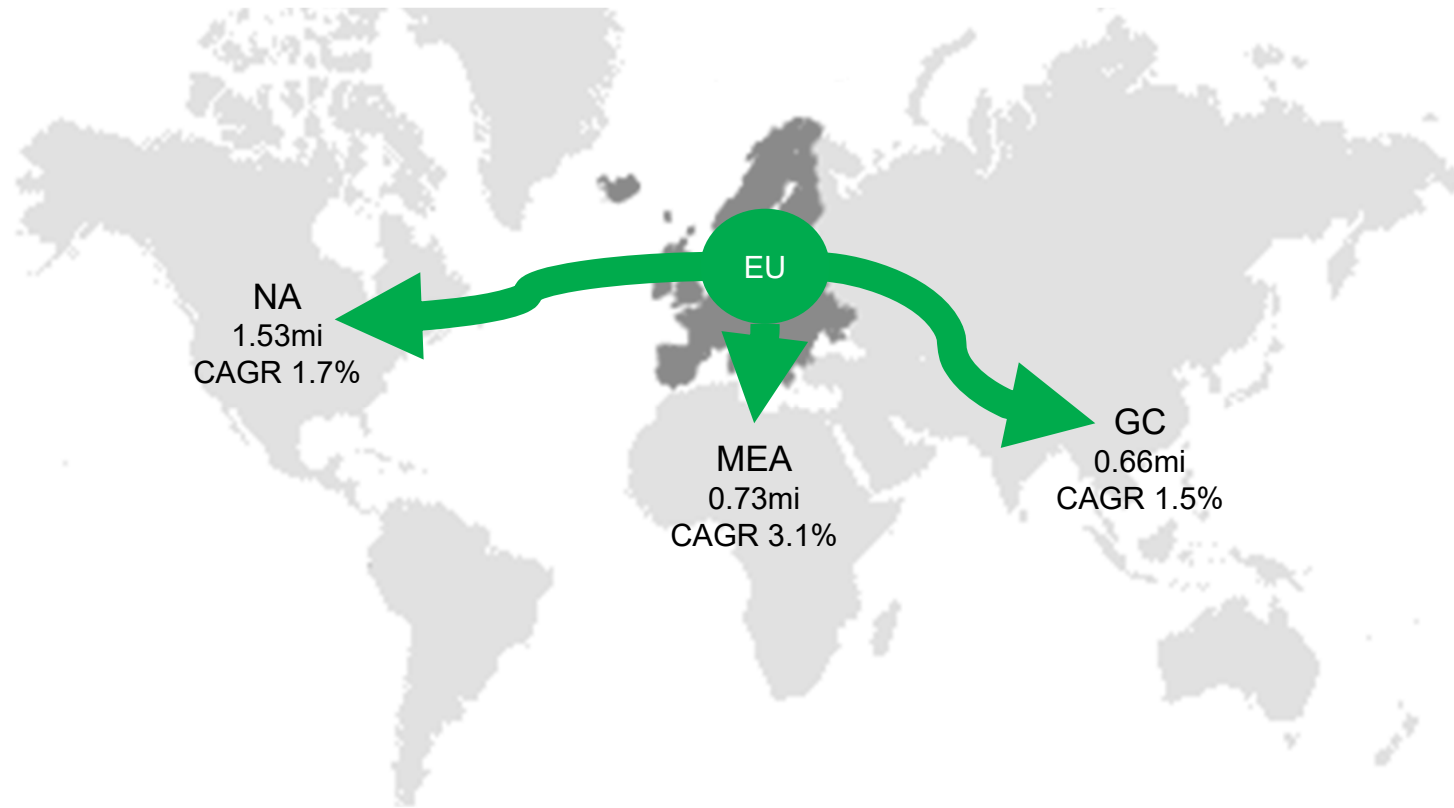 EU
NA
1.53mi
CAGR 1.7%
MEA
0.73mi
CAGR 3.1%
GC
0.66mi
CAGR 1.5%